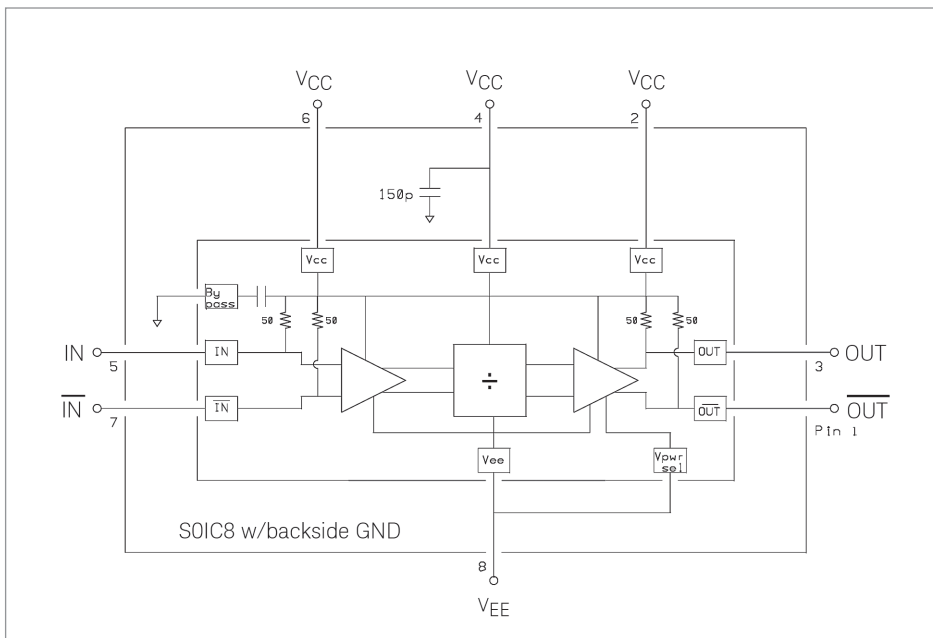 VCC VCC VCC
6 4 2
150p
Vcc Vcc Vcc
By
pass
50 50 50 50
IN IN OUT OUT
5 3
÷
IN IN OUT OUT
7 Pin 1
Vee Vpwr
sel
SOIC8 w/backside GND
8
VEE